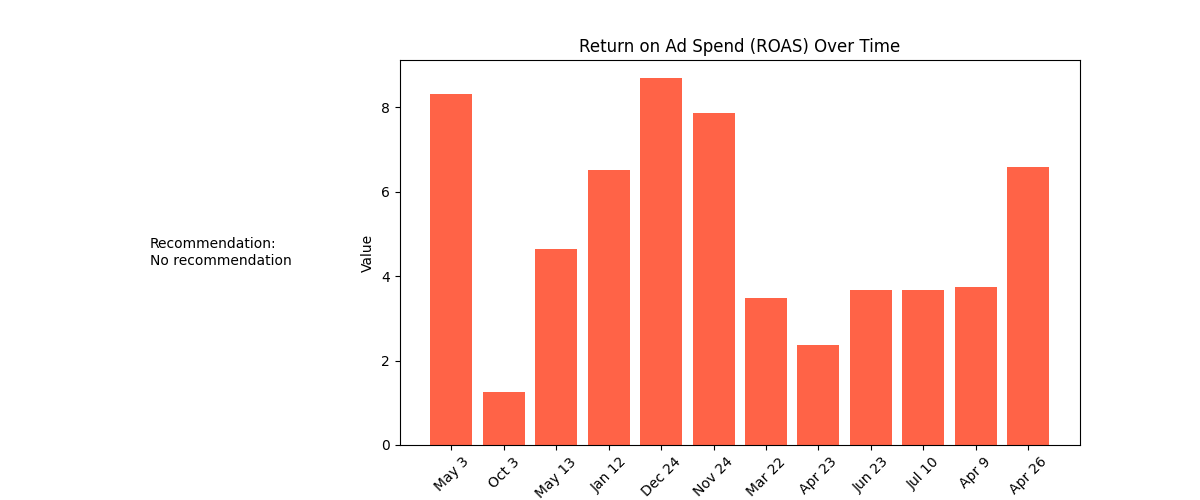 Return on Ad Spend (ROAS) Over Time
Recommendation:
No recommendation
Value
8
6
4
2
0
May 3
Oct 3
May 13
Jan 12
Dec 24
Nov 24
Mar 22
Apr 23
Jun 23
Jul 10
Apr 9
Apr 26